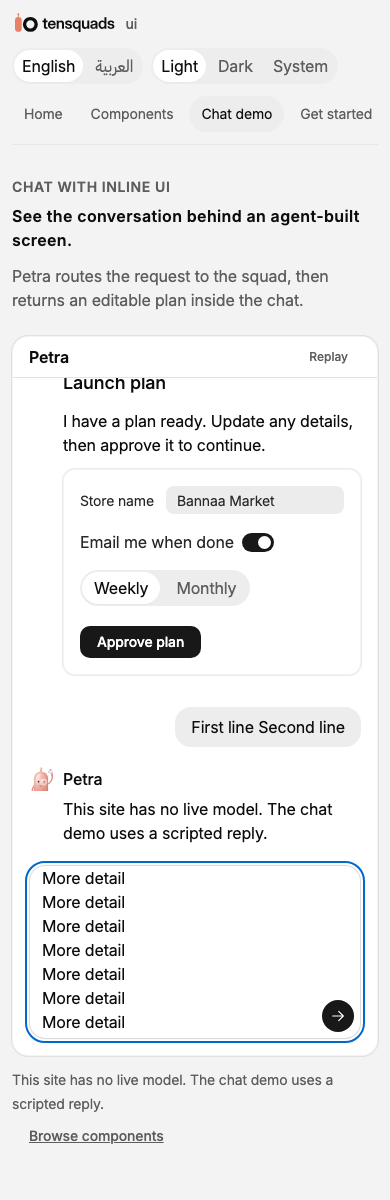 tensquads ui
English العربية Light Dark System
Home Components Chat demo Get started
CHAT WITH INLINE UI
See the conversation behind an agent-built
screen.
Petra routes the request to the squad, then
returns an editable plan inside the chat.
Petra Replay
Launch plan
I have a plan ready. Update any details,
then approve it to continue.
Store name Bannaa Market
Email me when done
Weekly Monthly
Approve plan
First line Second line
Petra
This site has no live model. The chat
demo uses a scripted reply.
More detail
More detail
More detail
More detail
More detail
More detail
More detail
This site has no live model. The chat demo uses a
scripted reply.
Browse components